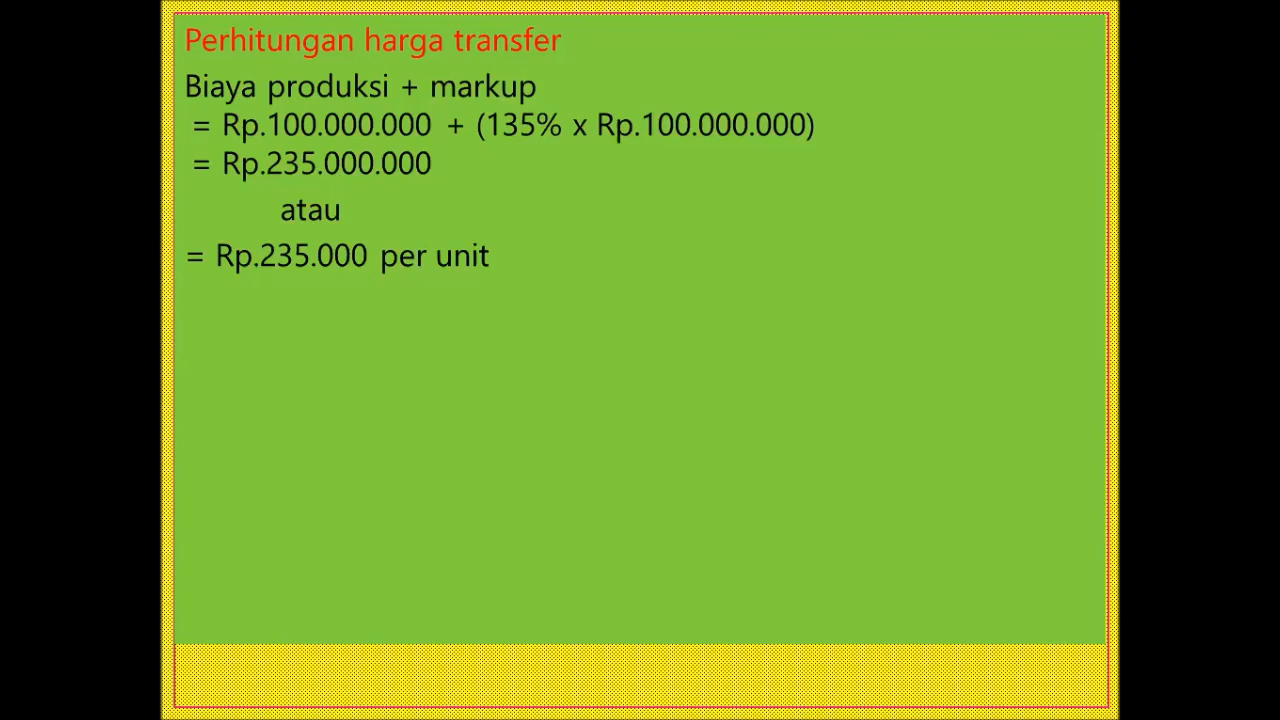 Perhitungan harga transfer
Biaya produksi + markup
= Rp.100.000.000 + (135% x Rp.100.000.000)
= Rp.235.000.000
atau
= Rp.235.000 per unit